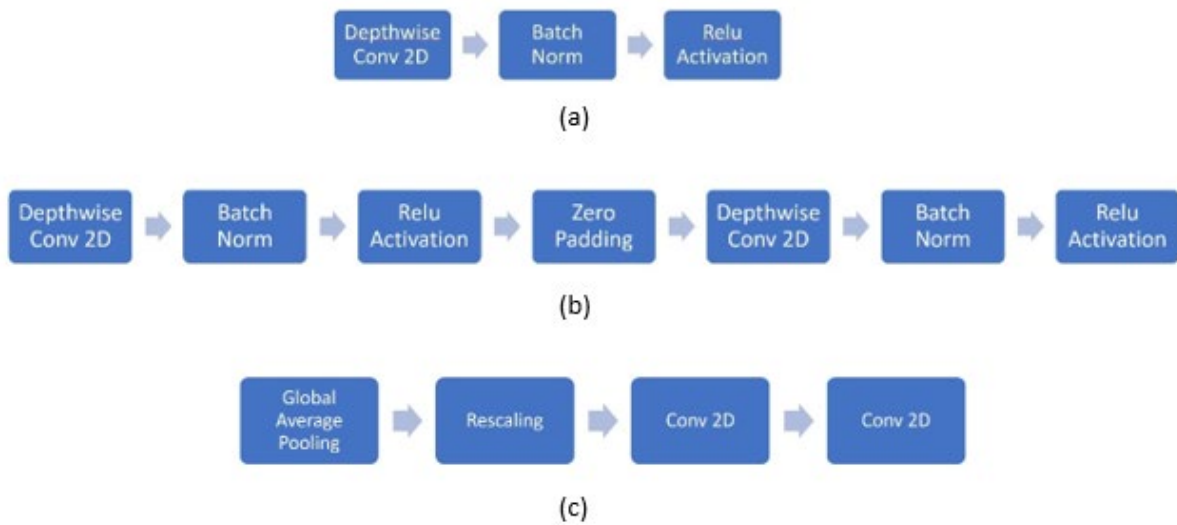 Depthwise
Conv 2D
Batch
Norm
Relu
Activation
(a)
Depthwise
Conv 2D
Batch
Norm
Relu
Activation
Zero
Padding
Depthwise
Conv 2D
Batch
Norm
Relu
Activation
(b)
Global
Average
Pooling
Rescaling
Conv 2D
Conv 2D
(c)